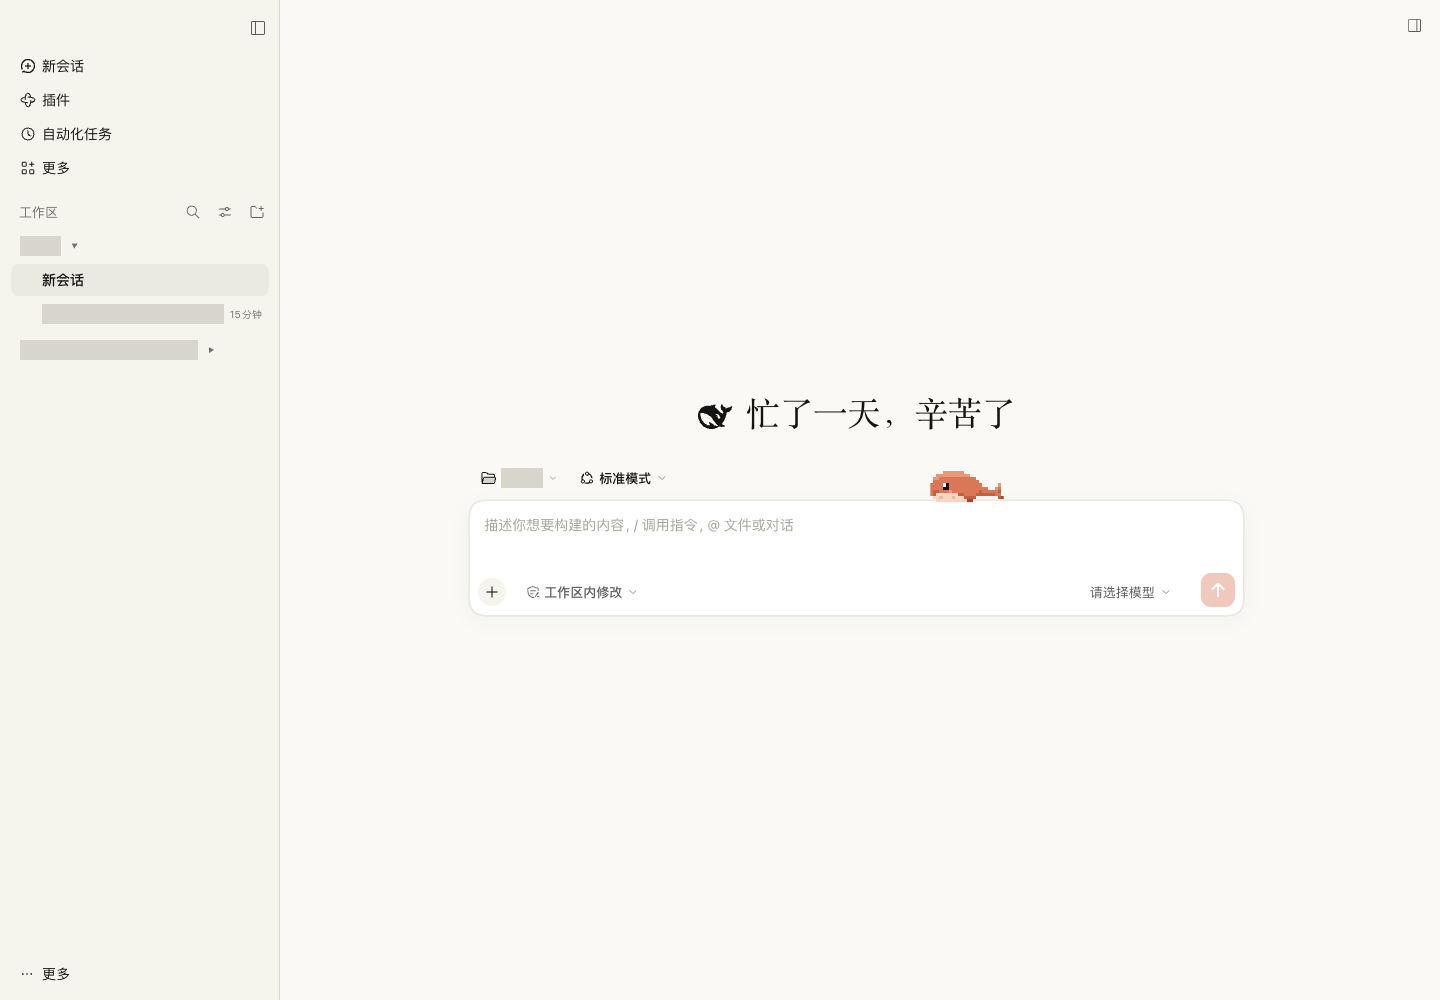 新会话
插件
自动化任务
更多
工作区
新会话
15分钟
更多
忙了一天，辛苦了
标准模式
描述你想要构建的内容, / 调用指令, @ 文件或对话
工作区内修改
请选择模型